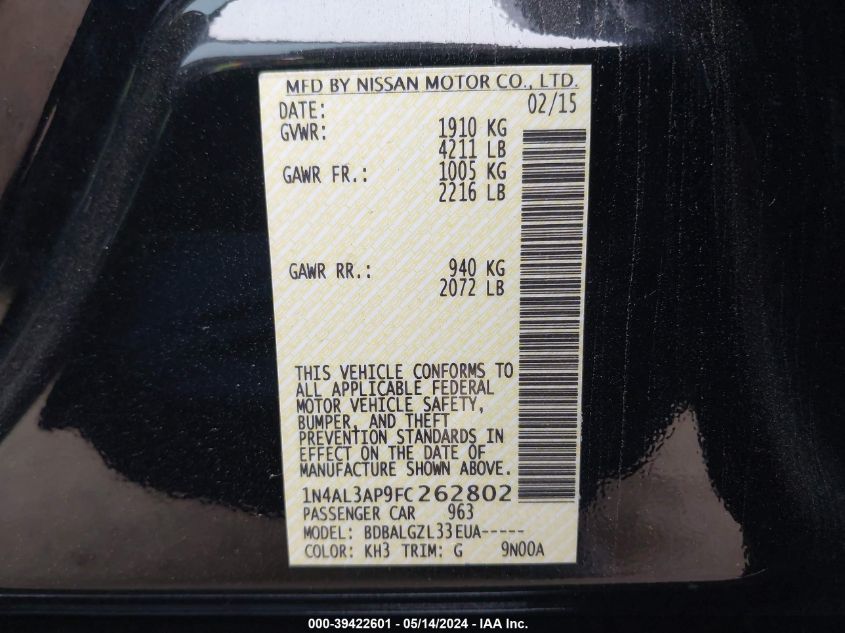 MFD BY NISSAN MOTOR CO., LTD.
DATE: 02/15
GVWR: 1910 KG
4211 LB
GAWR FR.: 1005 KG
2216 LB
GAWR RR.: 940 KG
2072 LB
THIS VEHICLE CONFORMS TO
ALL APPLICABLE FEDERAL
MOTOR VEHICLE SAFETY,
BUMPER, AND THEFT
PREVENTION STANDARDS IN
EFFECT ON THE DATE OF
MANUFACTURE SHOWN ABOVE.
1N4AL3AP9FC262802
PASSENGER CAR 963
MODEL: BDBALGZL33EUA-----
COLOR: KH3 TRIM: G 9N00A
000-39422601 - 05/14/2024 - IAA Inc.